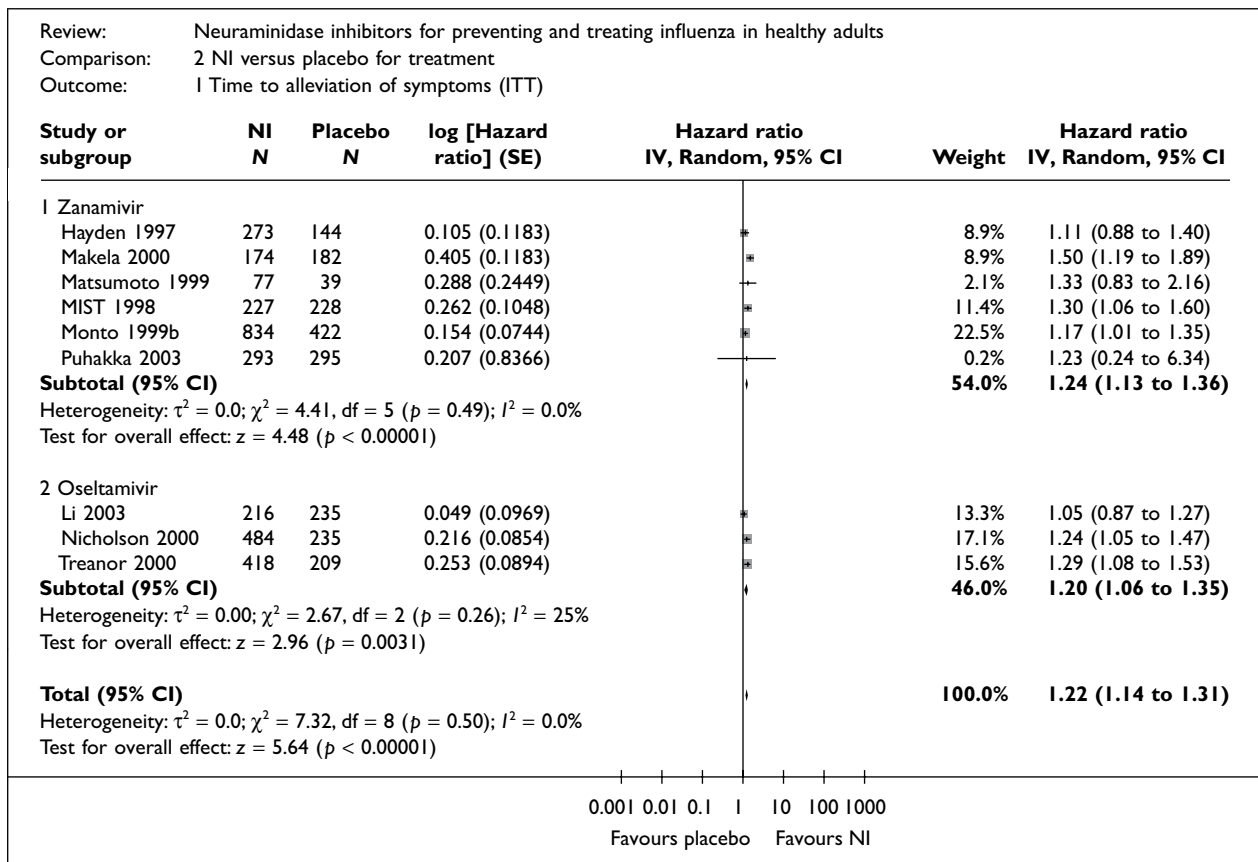 Review: Neuraminidase inhibitors for preventing and treating influenza in healthy adults
Comparison: 2 NI versus placebo for treatment
Outcome: 1 Time to alleviation of symptoms (ITT)
Study or subgroup NI N Placebo N log [Hazard ratio] (SE) Hazard ratio IV, Random, 95% CI Weight Hazard ratio IV, Random, 95% CI
1 Zanamivir
Hayden 1997 273 144 0.105 (0.1183) 8.9% 1.11 (0.88 to 1.40)
Makela 2000 174 182 0.405 (0.1183) 8.9% 1.50 (1.19 to 1.89)
Matsumoto 1999 77 39 0.288 (0.2449) 2.1% 1.33 (0.83 to 2.16)
MIST 1998 227 228 0.262 (0.1048) 11.4% 1.30 (1.06 to 1.60)
Monto 1999b 834 422 0.154 (0.0744) 22.5% 1.17 (1.01 to 1.35)
Puhakka 2003 293 295 0.207 (0.8366) 0.2% 1.23 (0.24 to 6.34)
Subtotal (95% CI) 54.0% 1.24 (1.13 to 1.36)
Heterogeneity: τ² = 0.0; χ² = 4.41, df = 5 (p = 0.49); I² = 0.0%
Test for overall effect: z = 4.48 (p < 0.00001)
2 Oseltamivir
Li 2003 216 235 0.049 (0.0969) 13.3% 1.05 (0.87 to 1.27)
Nicholson 2000 484 235 0.216 (0.0854) 17.1% 1.24 (1.05 to 1.47)
Treanor 2000 418 209 0.253 (0.0894) 15.6% 1.29 (1.08 to 1.53)
Subtotal (95% CI) 46.0% 1.20 (1.06 to 1.35)
Heterogeneity: τ² = 0.00; χ² = 2.67, df = 2 (p = 0.26); I² = 25%
Test for overall effect: z = 2.96 (p = 0.0031)
Total (95% CI) 100.0% 1.22 (1.14 to 1.31)
Heterogeneity: τ² = 0.0; χ² = 7.32, df = 8 (p = 0.50); I² = 0.0%
Test for overall effect: z = 5.64 (p < 0.00001)
0.001 0.01 0.1 1 10 100 1000
Favours placebo Favours NI